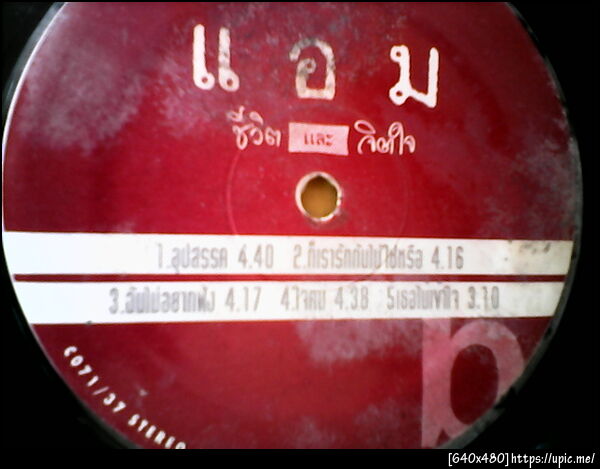 แอม
ชีวิต และ จิตใจ
1.อุปสรรค 4.40 2.ก็เรารักกันไม่ใช่หรือ 4.16
3.ฉันไม่อยากฟัง 4.17 4.ใจคน 4.38 5เธอไม่เข้าใจ 3.10
b
C071/37 STEREO
[640x480]https://upic.me/